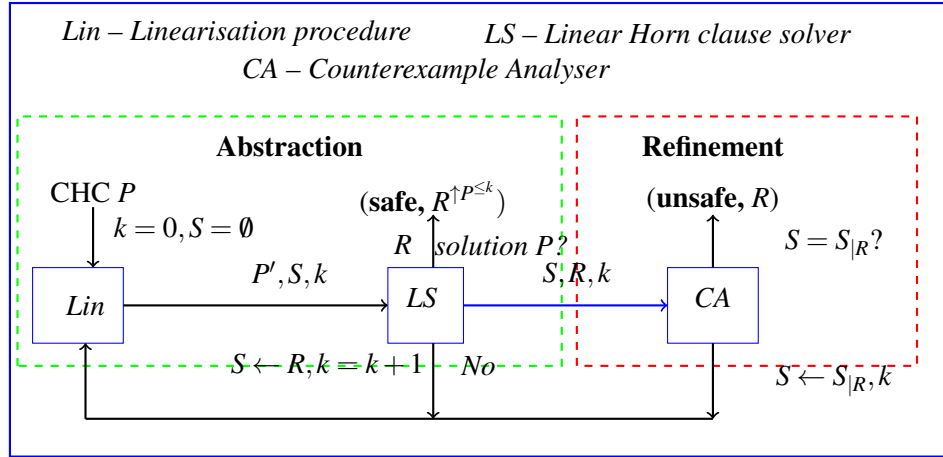 Lin – Linearisation procedure LS – Linear Horn clause solver
CA – Counterexample Analyser
Abstraction Refinement
CHC P
(safe, R^{↑P^{≤k}})
(unsafe, R)
k = 0, S = ∅
R solution P?
S = S_{|R}?
P′, S, k
S, R, k
Lin
LS
CA
S ← R, k = k + 1 No
S ← S_{|R}, k